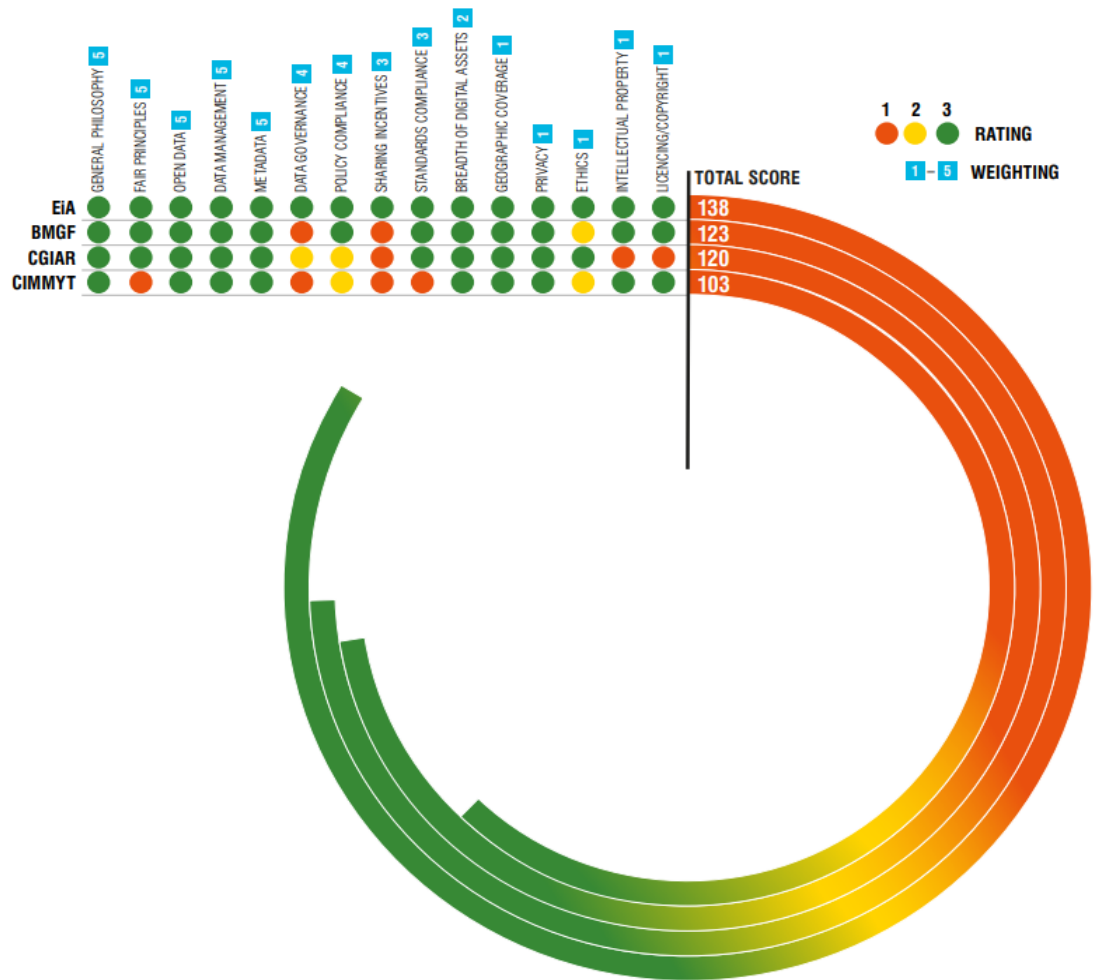 GENERAL PHILOSOPHY 5
FAIR PRINCIPLES 5
OPEN DATA 5
DATA MANAGEMENT 5
METADATA 5
DATA GOVERNANCE 4
POLICY COMPLIANCE 4
SHARING INCENTIVES 3
STANDARDS COMPLIANCE 3
BREADTH OF DIGITAL ASSETS 2
GEOGRAPHIC COVERAGE 1
PRIVACY 1
ETHICS 1
INTELLECTUAL PROPERTY 1
LICENCING/COPYRIGHT 1
1 2 3
RATING
1 – 5 WEIGHTING
TOTAL SCORE
EiA 138
BMGF 123
CGIAR 120
CIMMYT 103